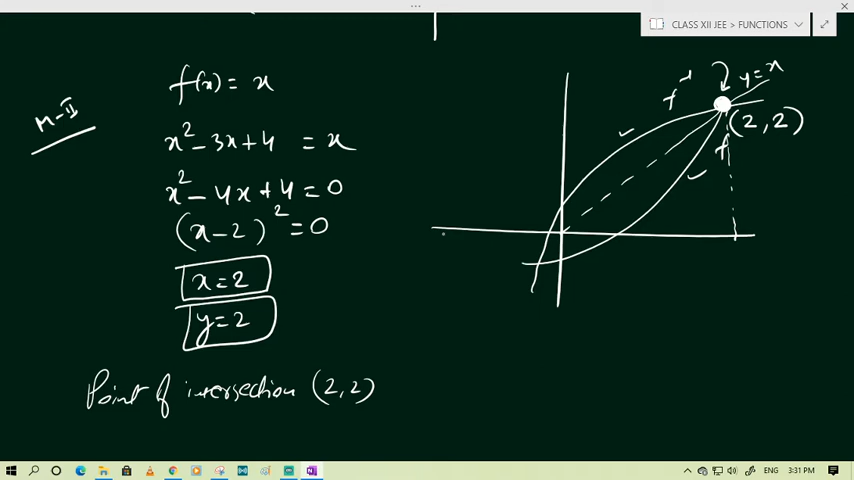 CLASS XII JEE > FUNCTIONS
M-II
f(x) = x
x² - 3x + 4 = x
x² - 4x + 4 = 0
(x - 2)² = 0
x = 2
y = 2
Point of intersection (2, 2)
f⁻¹
y = x
(2, 2)
f
ENG
3:31 PM